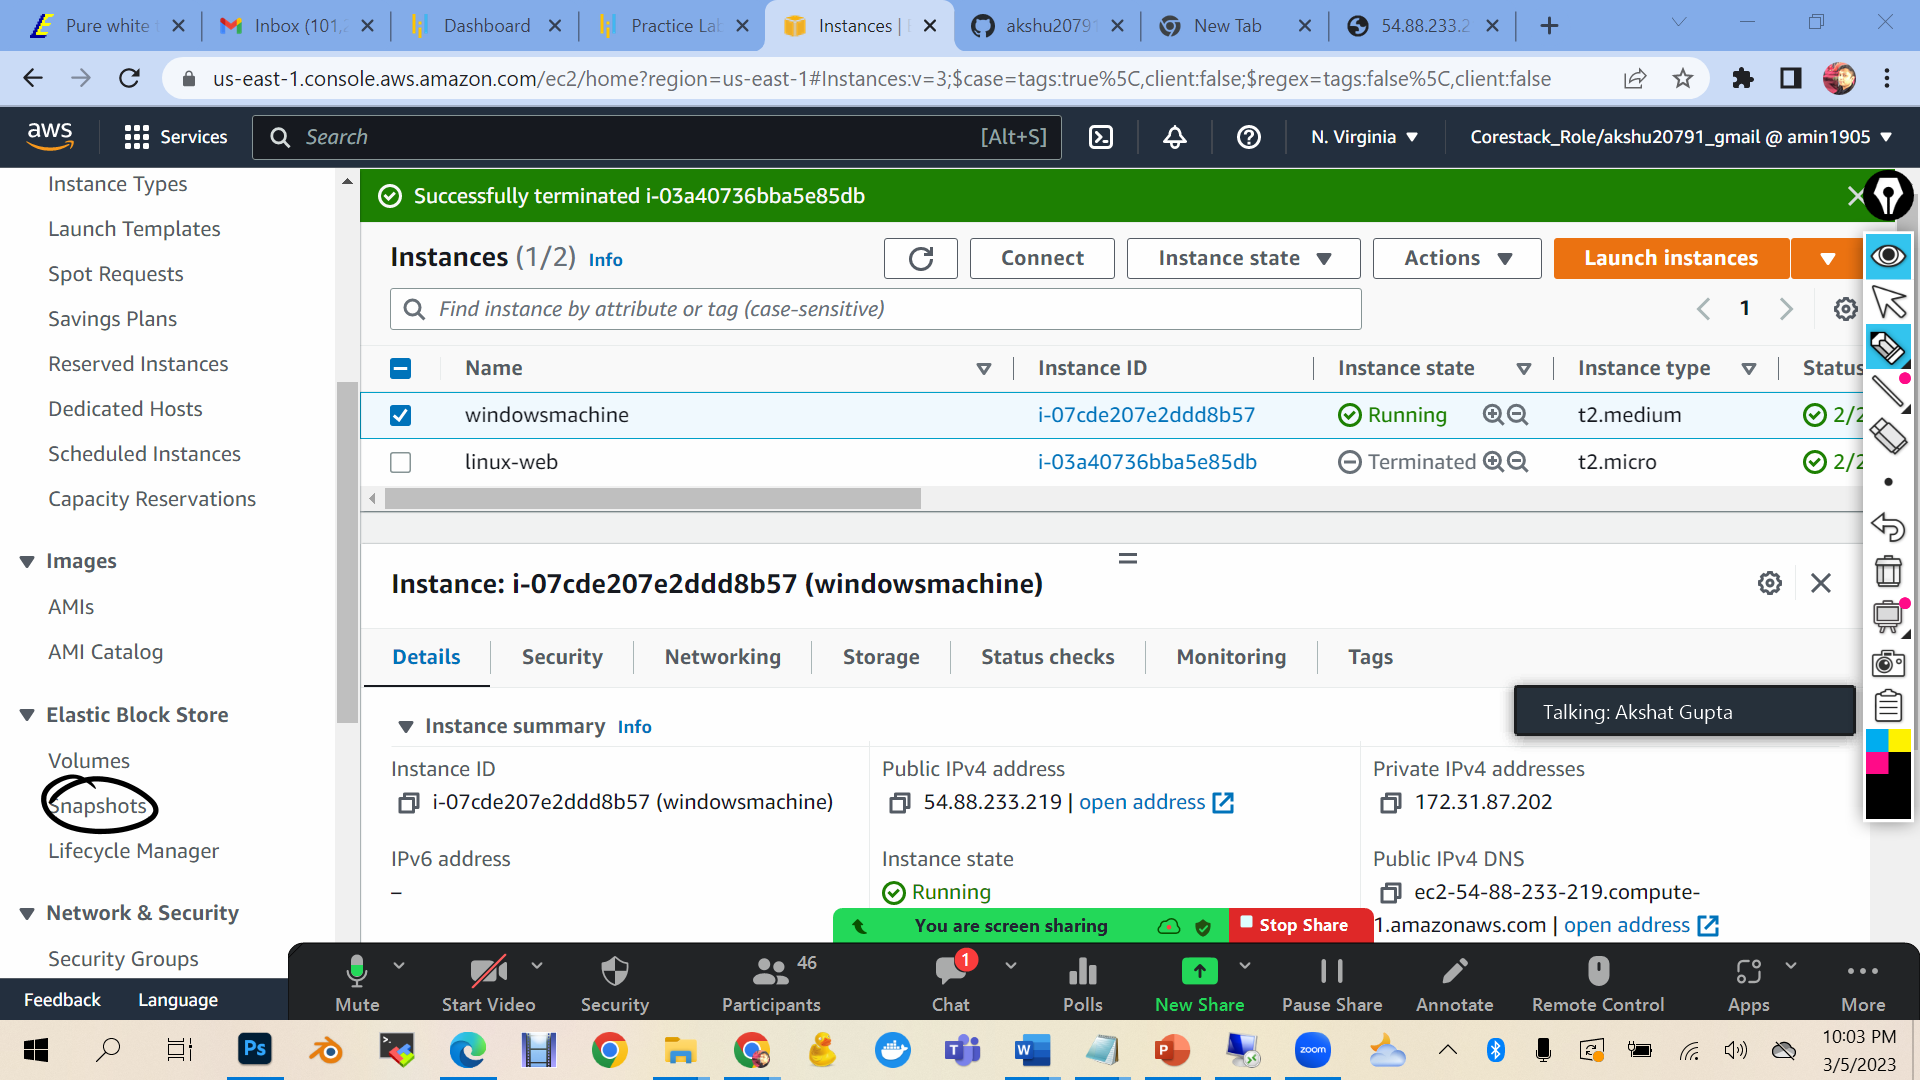 Pure white
Inbox (101,
Dashboard
Practice La
Instances |
akshu2079
New Tab
54.88.233.2
us-east-1.console.aws.amazon.com/ec2/home?region=us-east-1#Instances:v=3;$case=tags:true%5C,client:false;$regex=tags:false%5C,client:false
aws
Services
Search
[Alt+S]
N. Virginia
Corestack_Role/akshu20791_gmail @ amin1905
Instance Types
Launch Templates
Spot Requests
Savings Plans
Reserved Instances
Dedicated Hosts
Scheduled Instances
Capacity Reservations
Images
AMIs
AMI Catalog
Elastic Block Store
Volumes
Snapshots
Lifecycle Manager
Network & Security
Security Groups
Feedback
Language
Successfully terminated i-03a40736bba5e85db
Instances (1/2) Info
Connect
Instance state
Actions
Launch instances
Find instance by attribute or tag (case-sensitive)
1
Name
Instance ID
Instance state
Instance type
Status
windowsmachine
i-07cde207e2ddd8b57
Running
t2.medium
2/2
linux-web
i-03a40736bba5e85db
Terminated
t2.micro
2/2
Instance: i-07cde207e2ddd8b57 (windowsmachine)
Details
Security
Networking
Storage
Status checks
Monitoring
Tags
Talking: Akshat Gupta
Instance summary Info
Instance ID
i-07cde207e2ddd8b57 (windowsmachine)
Public IPv4 address
54.88.233.219 | open address
Private IPv4 addresses
172.31.87.202
IPv6 address
–
Instance state
Running
Public IPv4 DNS
ec2-54-88-233-219.compute-
1.amazonaws.com | open address
You are screen sharing
Stop Share
Mute
Start Video
Security
46
Participants
1
Chat
Polls
New Share
Pause Share
Annotate
Remote Control
Apps
More
Ps
zoom
10:03 PM
3/5/2023